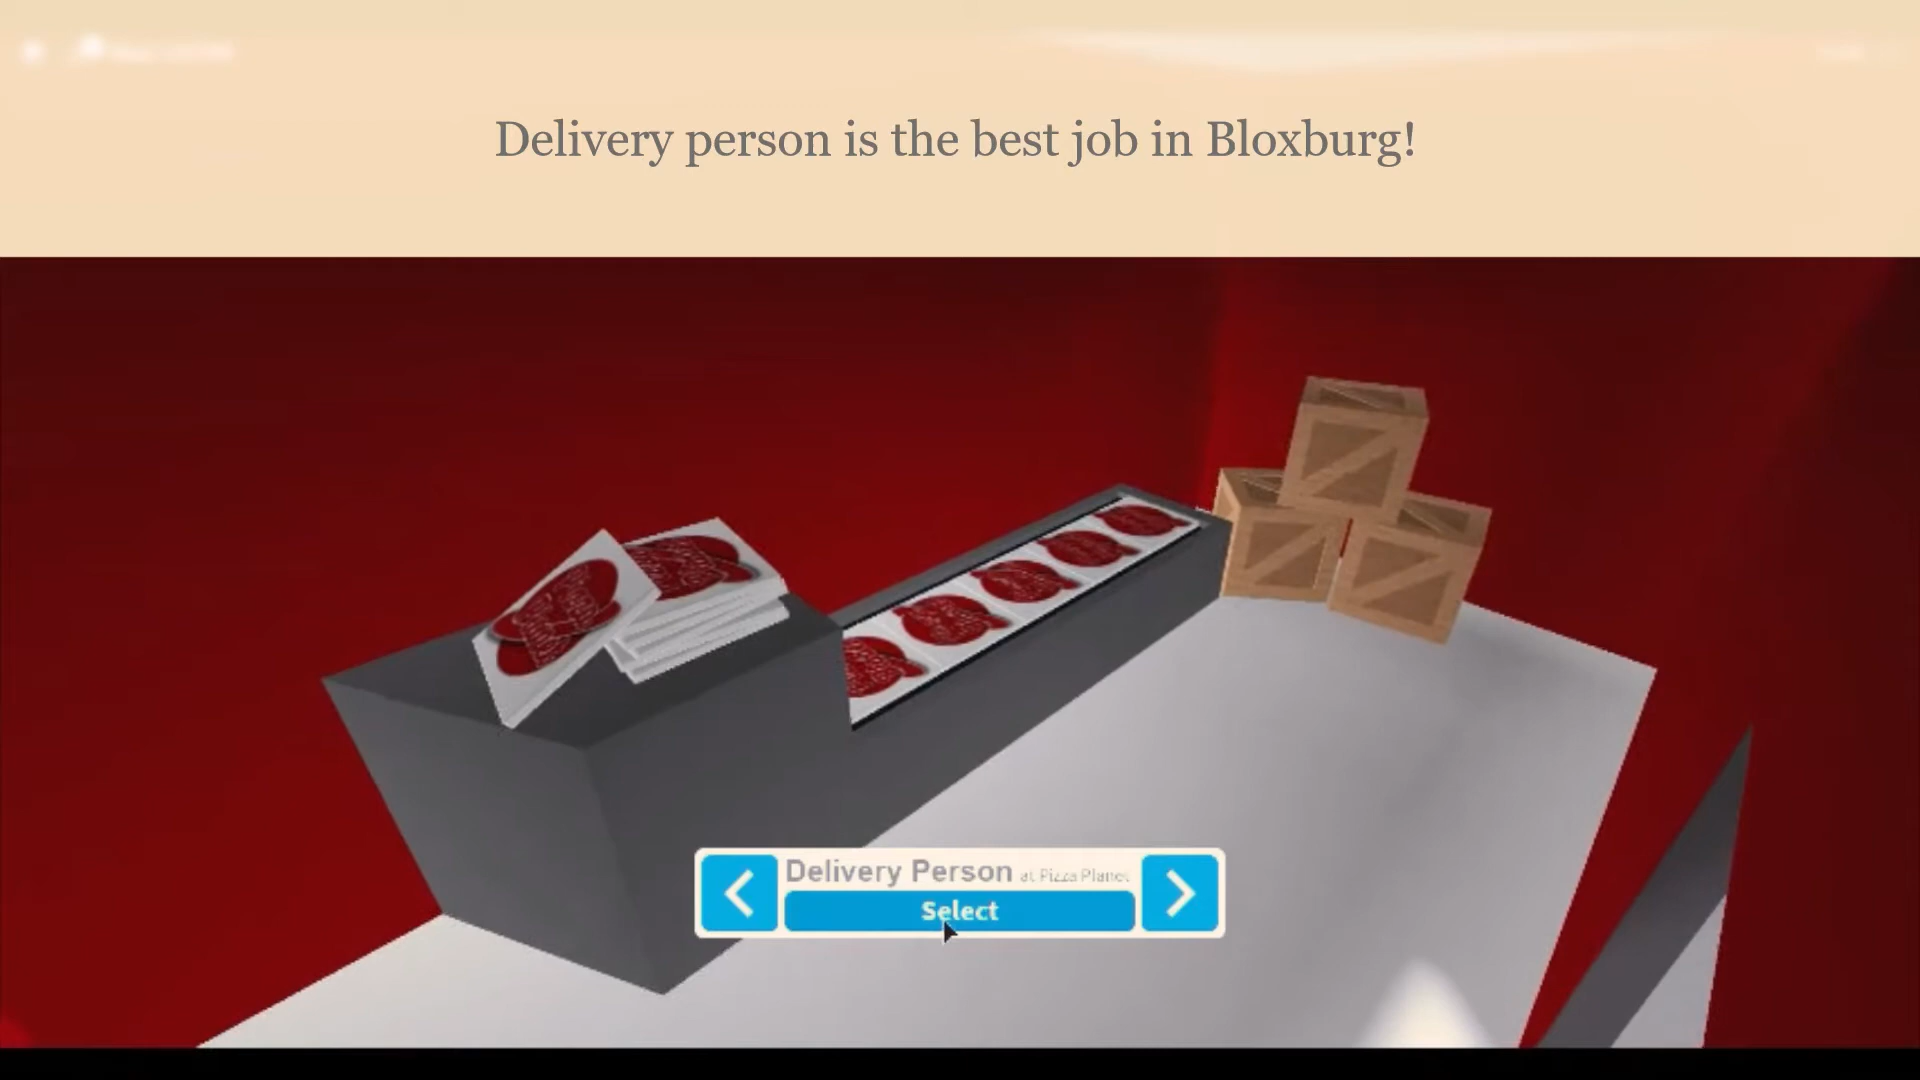 Delivery person is the best job in Bloxburg!
Delivery Person at Pizza Planet
Select